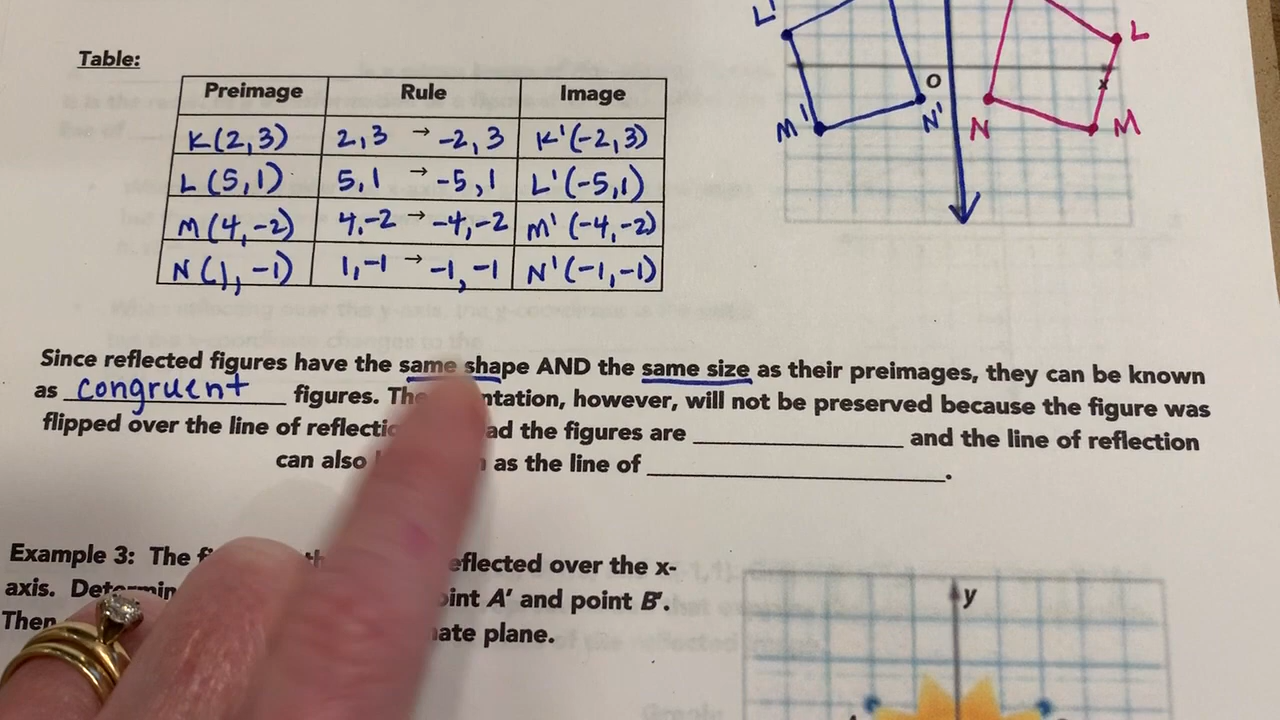 L'
L
Table:
Preimage Rule Image
K(2,3) 2,3 → -2,3 K'(-2,3)
L(5,1) 5,1 → -5,1 L'(-5,1)
M(4,-2) 4,-2 → -4,-2 M'(-4,-2)
N(1,-1) 1,-1 → -1,-1 N'(-1,-1)
O
M' N' N M
Since reflected figures have the same shape AND the same size as their preimages, they can be known
as congruent figures. The ntation, however, will not be preserved because the figure was
flipped over the line of reflectio ad the figures are ____________ and the line of reflection
can also as the line of ____________.
Example 3: The reflected over the x-
axis. Determin oint A' and point B'.
Then nate plane.
y